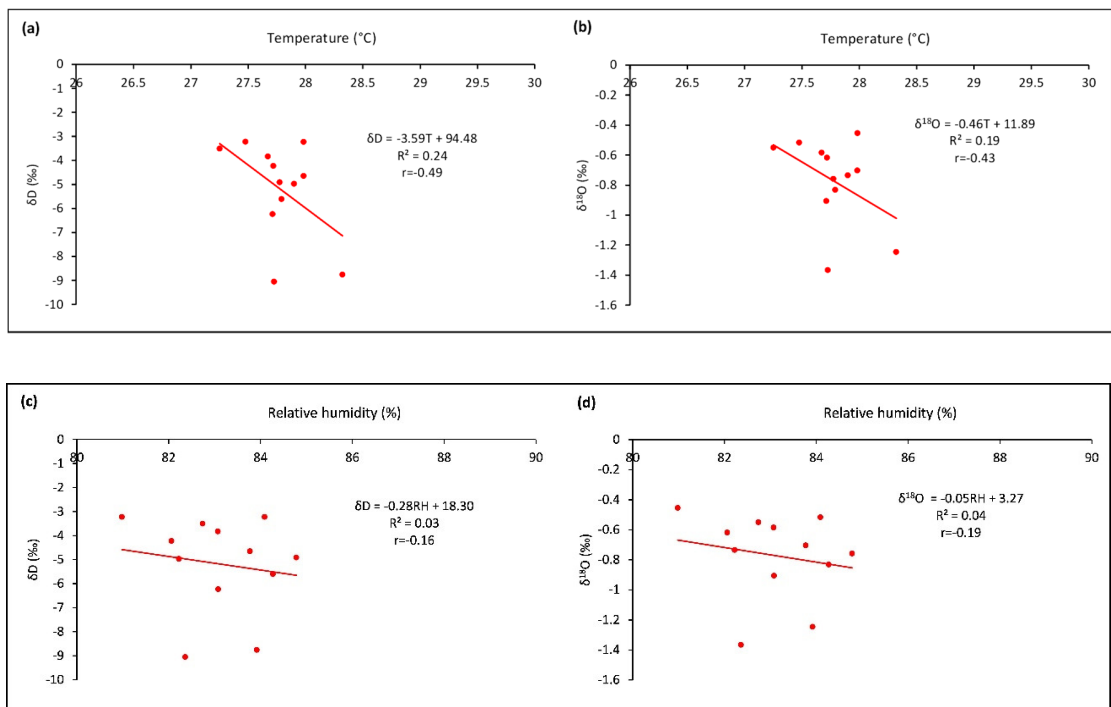 (a)
Temperature (°C)
0
26
26.5
27
27.5
28
28.5
29
29.5
30
-1
-2
-3
-4
-5
-6
-7
-8
-9
-10
δD (‰)
δD = -3.59T + 94.48
R² = 0.24
r=-0.49
(b)
Temperature (°C)
0
26
26.5
27
27.5
28
28.5
29
29.5
30
-0.2
-0.4
-0.6
-0.8
-1
-1.2
-1.4
-1.6
δ¹⁸O (‰)
δ¹⁸O = -0.46T + 11.89
R² = 0.19
r=-0.43
(c)
Relative humidity (%)
0
80
82
84
86
88
90
-1
-2
-3
-4
-5
-6
-7
-8
-9
-10
δD (‰)
δD = -0.28RH + 18.30
R² = 0.03
r=-0.16
(d)
Relative humidity (%)
0
80
82
84
86
88
90
-0.2
-0.4
-0.6
-0.8
-1
-1.2
-1.4
-1.6
δ¹⁸O (‰)
δ¹⁸O = -0.05RH + 3.27
R² = 0.04
r=-0.19